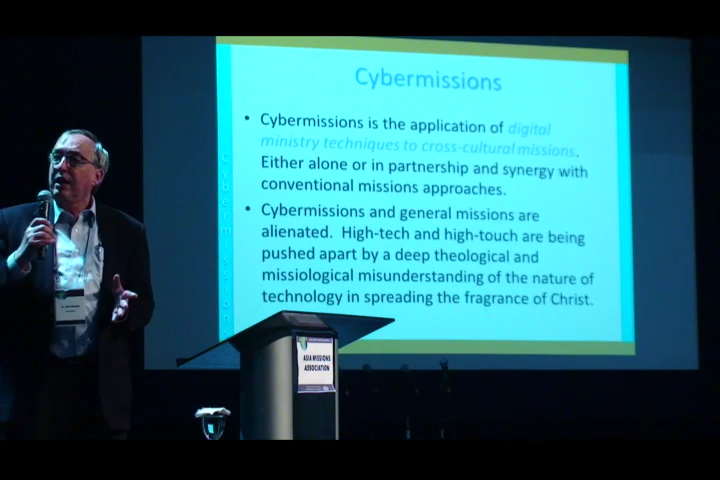 Cybermissions
• Cybermissions is the application of digital
ministry techniques to cross-cultural missions.
Either alone or in partnership and synergy with
conventional missions approaches.
• Cybermissions and general missions are
alienated. High-tech and high-touch are being
pushed apart by a deep theological and
missiological misunderstanding of the nature of
technology in spreading the fragrance of Christ.
Cybermissions
ASIA MISSIONS
ASSOCIATION